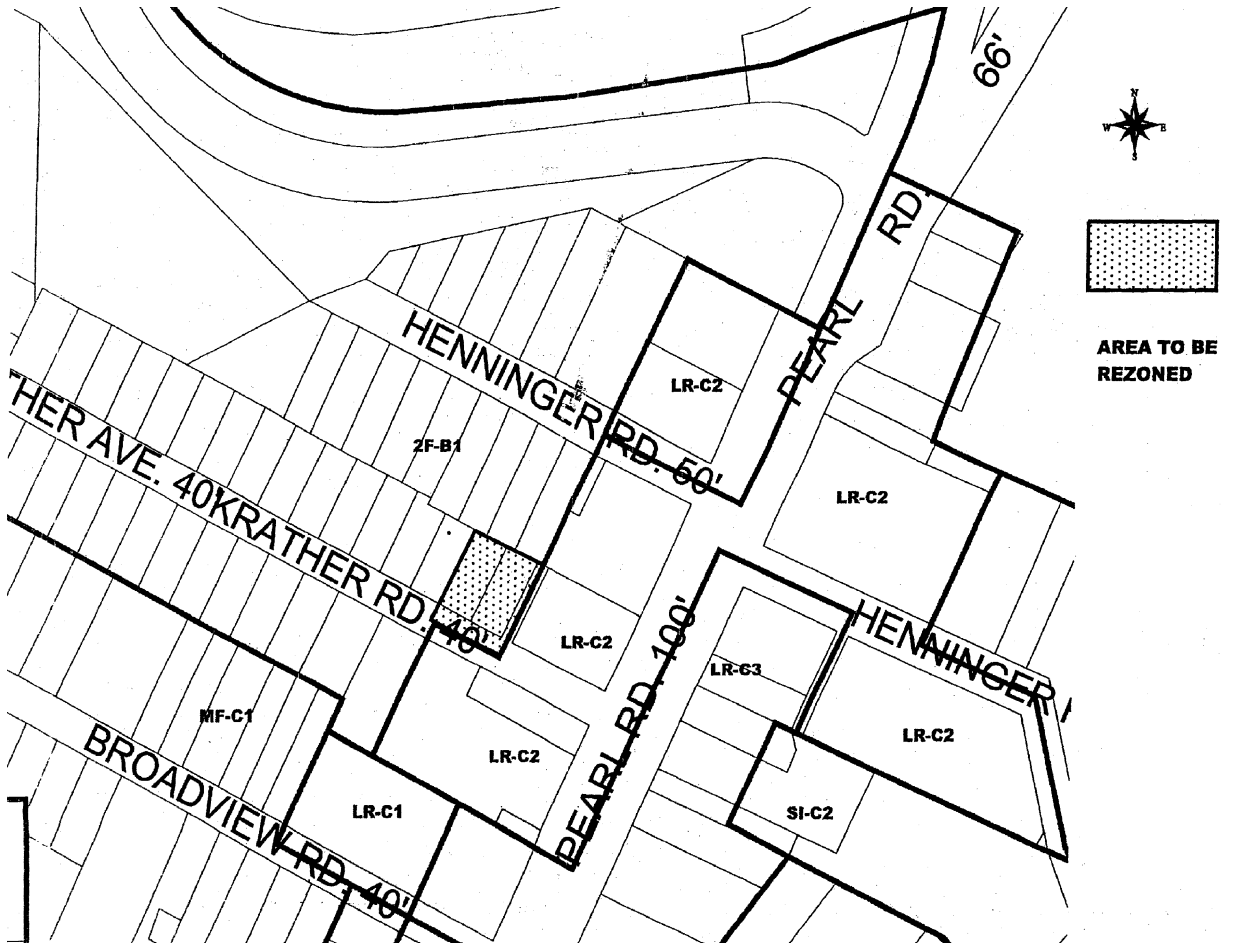 66'
N
W E
S
PEARL RD.
AREA TO BE
REZONED
HENNINGER RD. 50'
LR-C2
2F-B1
THER AVE. 40'
KRATHER RD. 40'
LR-C2
LR-C2
PEARL RD. 100'
HENNINGER
LR-C3
MF-C1
LR-C2
LR-C2
BROADVIEW RD. 40'
LR-C1
SI-C2